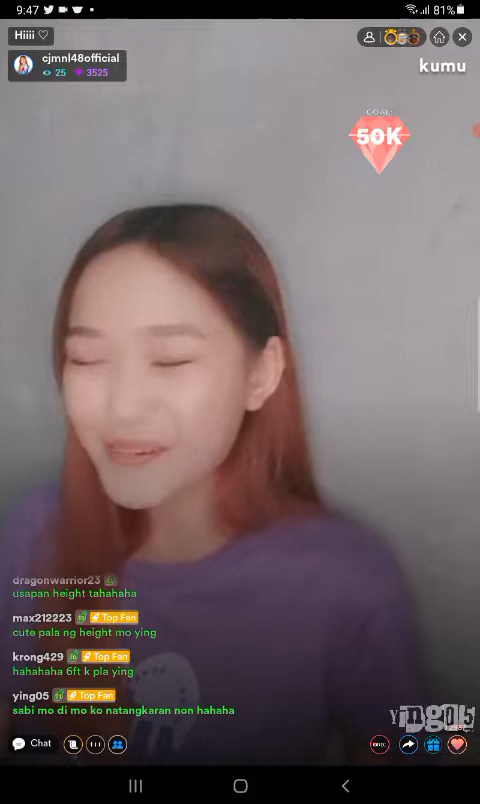 9:47
81%
Hiiii ♡
cjmnl48official
25 3525
kumu
GOAL:
50K
dragonwarrior23
usapan height tahahaha
max212223 Top Fan
cute pala ng height mo ying
krong429 Top Fan
hahahaha 6ft k pla ying
ying05 Top Fan
sabi mo di mo ko natangkaran non hahaha
Ying05
Chat